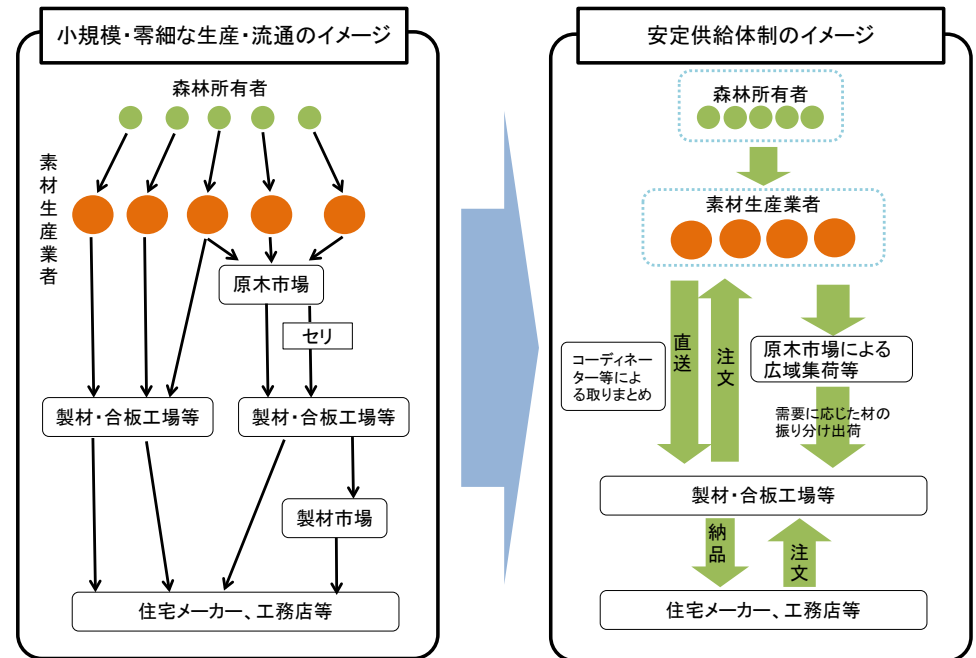 小規模・零細な生産・流通のイメージ
森林所有者
素材生産業者
原木市場
セリ
製材・合板工場等
製材・合板工場等
製材市場
住宅メーカー、工務店等
安定供給体制のイメージ
森林所有者
素材生産業者
直送
注文
コーディネー
ター等によ
る取りまとめ
原木市場による
広域集荷等
需要に応じた材の
振り分け出荷
製材・合板工場等
納品
注文
住宅メーカー、工務店等